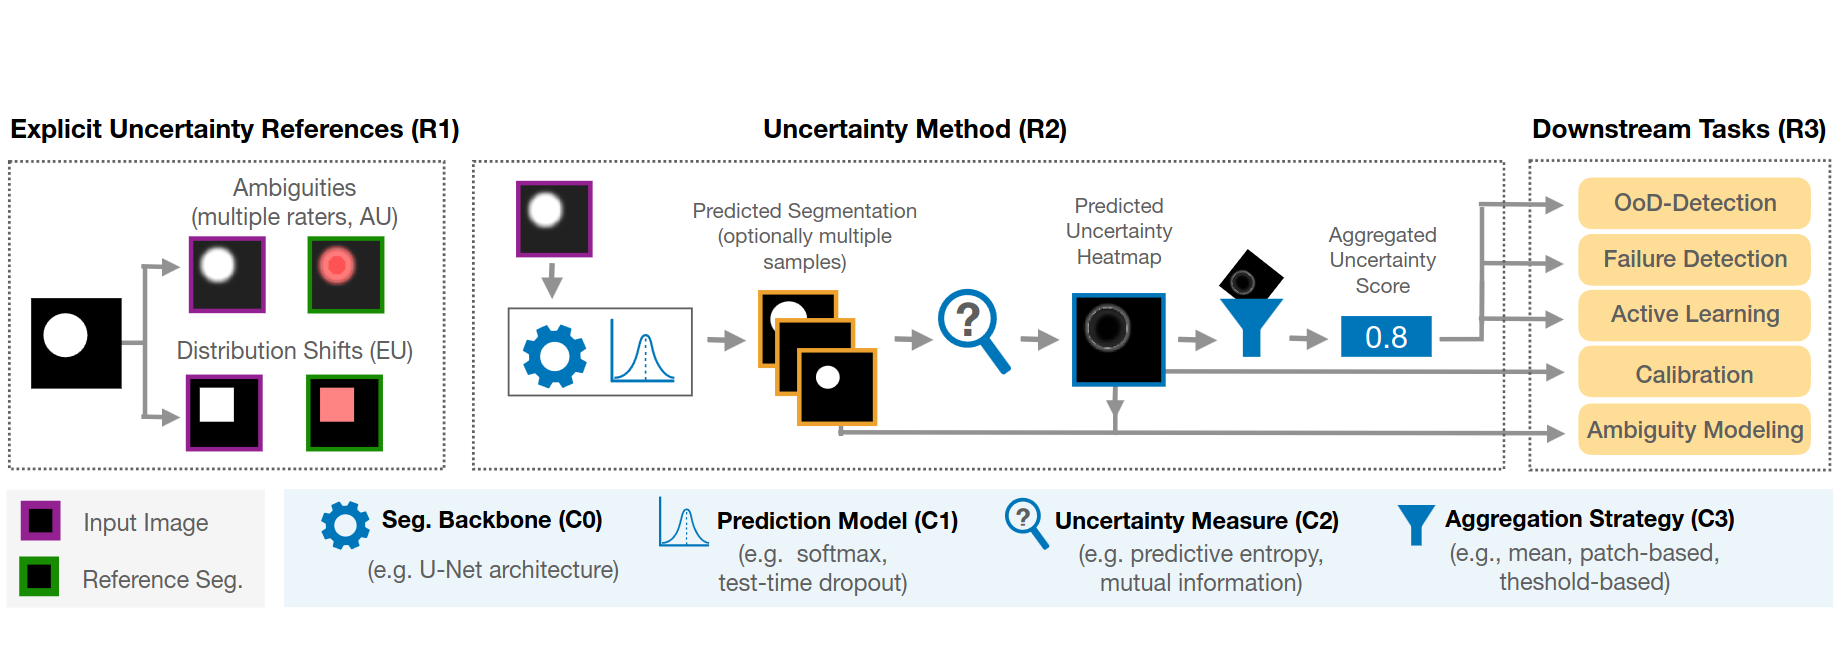 Explicit Uncertainty References (R1)
Ambiguities
(multiple raters, AU)
Distribution Shifts (EU)
Uncertainty Method (R2)
Predicted Segmentation
(optionally multiple
samples)
?
Predicted
Uncertainty
Heatmap
Aggregated
Uncertainty
Score
0.8
Downstream Tasks (R3)
OoD-Detection
Failure Detection
Active Learning
Calibration
Ambiguity Modeling
Input Image
Reference Seg.
Seg. Backbone (C0)
(e.g. U-Net architecture)
Prediction Model (C1)
(e.g. softmax,
test-time dropout)
?
Uncertainty Measure (C2)
(e.g. predictive entropy,
mutual information)
Aggregation Strategy (C3)
(e.g., mean, patch-based,
theshold-based)